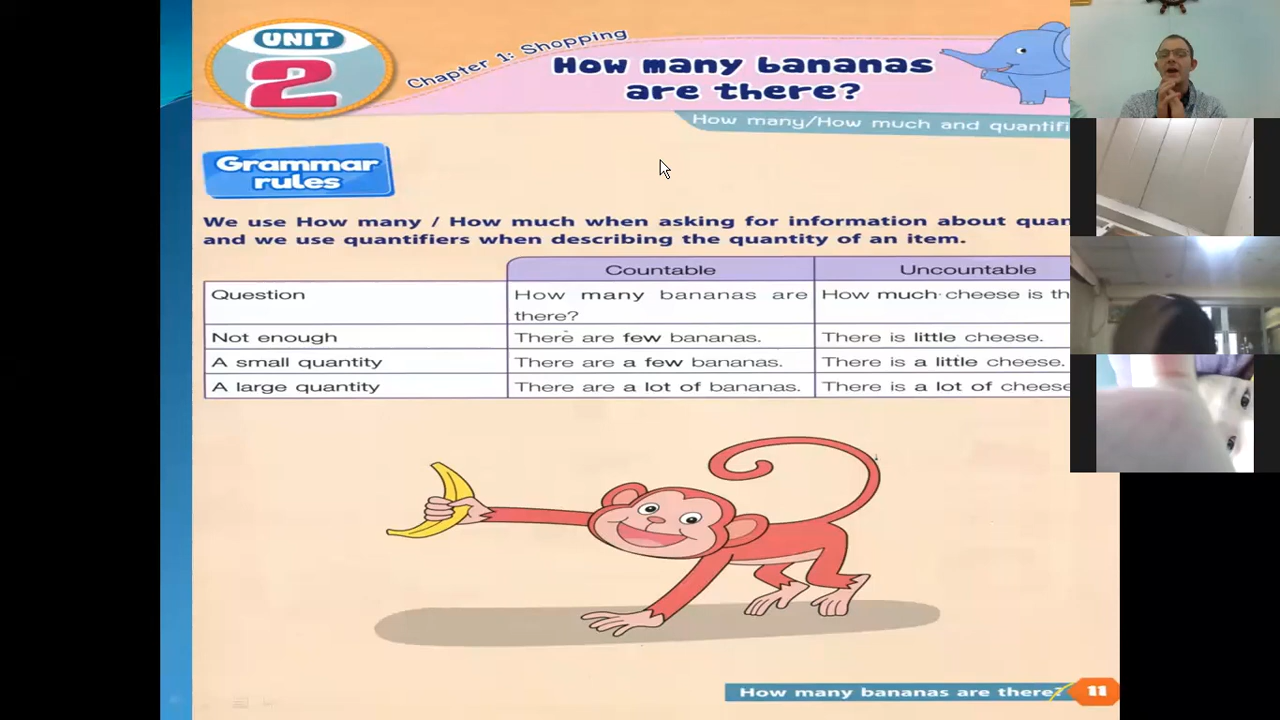 UNIT
2
Chapter 1: Shopping
How many bananas
are there?
How many/How much and
Grammar
rules
We use How many / How much when asking for information about
and we use quantifiers when describing the quantity of an item.
Countable Uncountable
Question How many bananas are How much cheese is
there?
Not enough There are few bananas. There is little cheese.
A small quantity There are a few bananas. There is a little cheese.
A large quantity There are a lot of bananas. There is a lot of cheese
How many bananas are there? 11